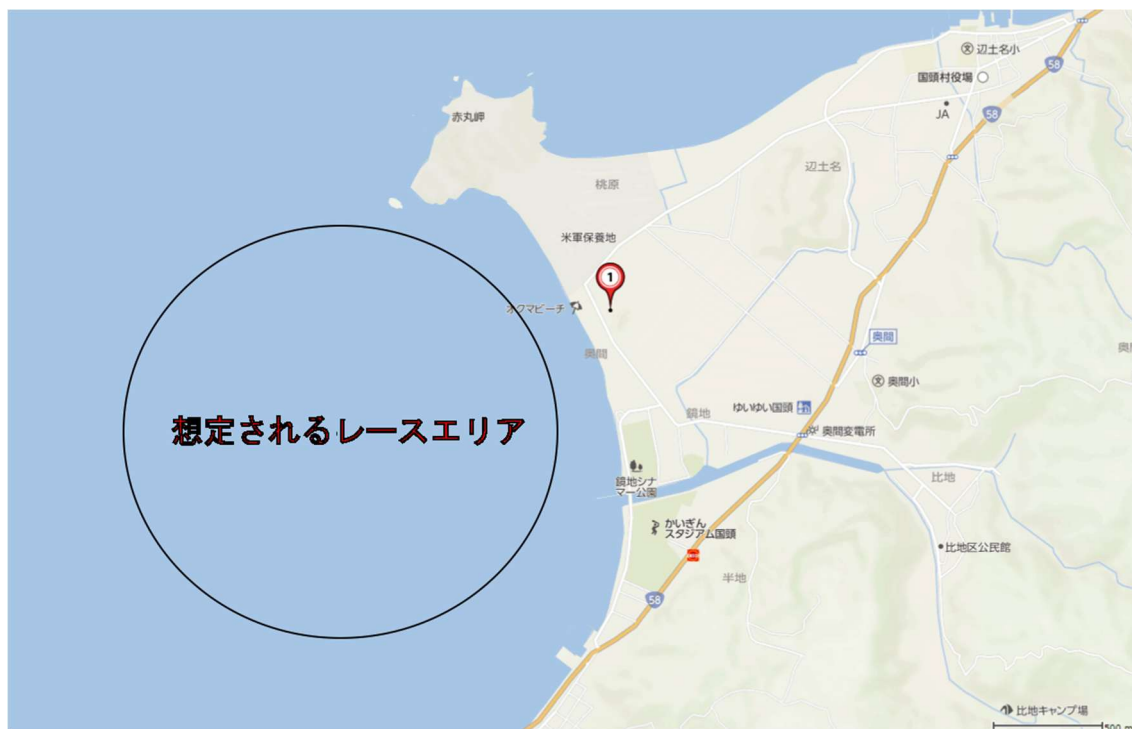 辺土名小
58
国頭村役場
JA
58
赤丸岬
辺土名
桃原
米軍保養地
1
オクマビーチ
奥間
奥間
奥間小
ゆいゆい国頭
鏡地
奥間変電所
想定されるレースエリア
比地
鏡地シナ
マー公園
かいぎん
スタジアム国頭
比地区公民館
半地
58
比地キャンプ場